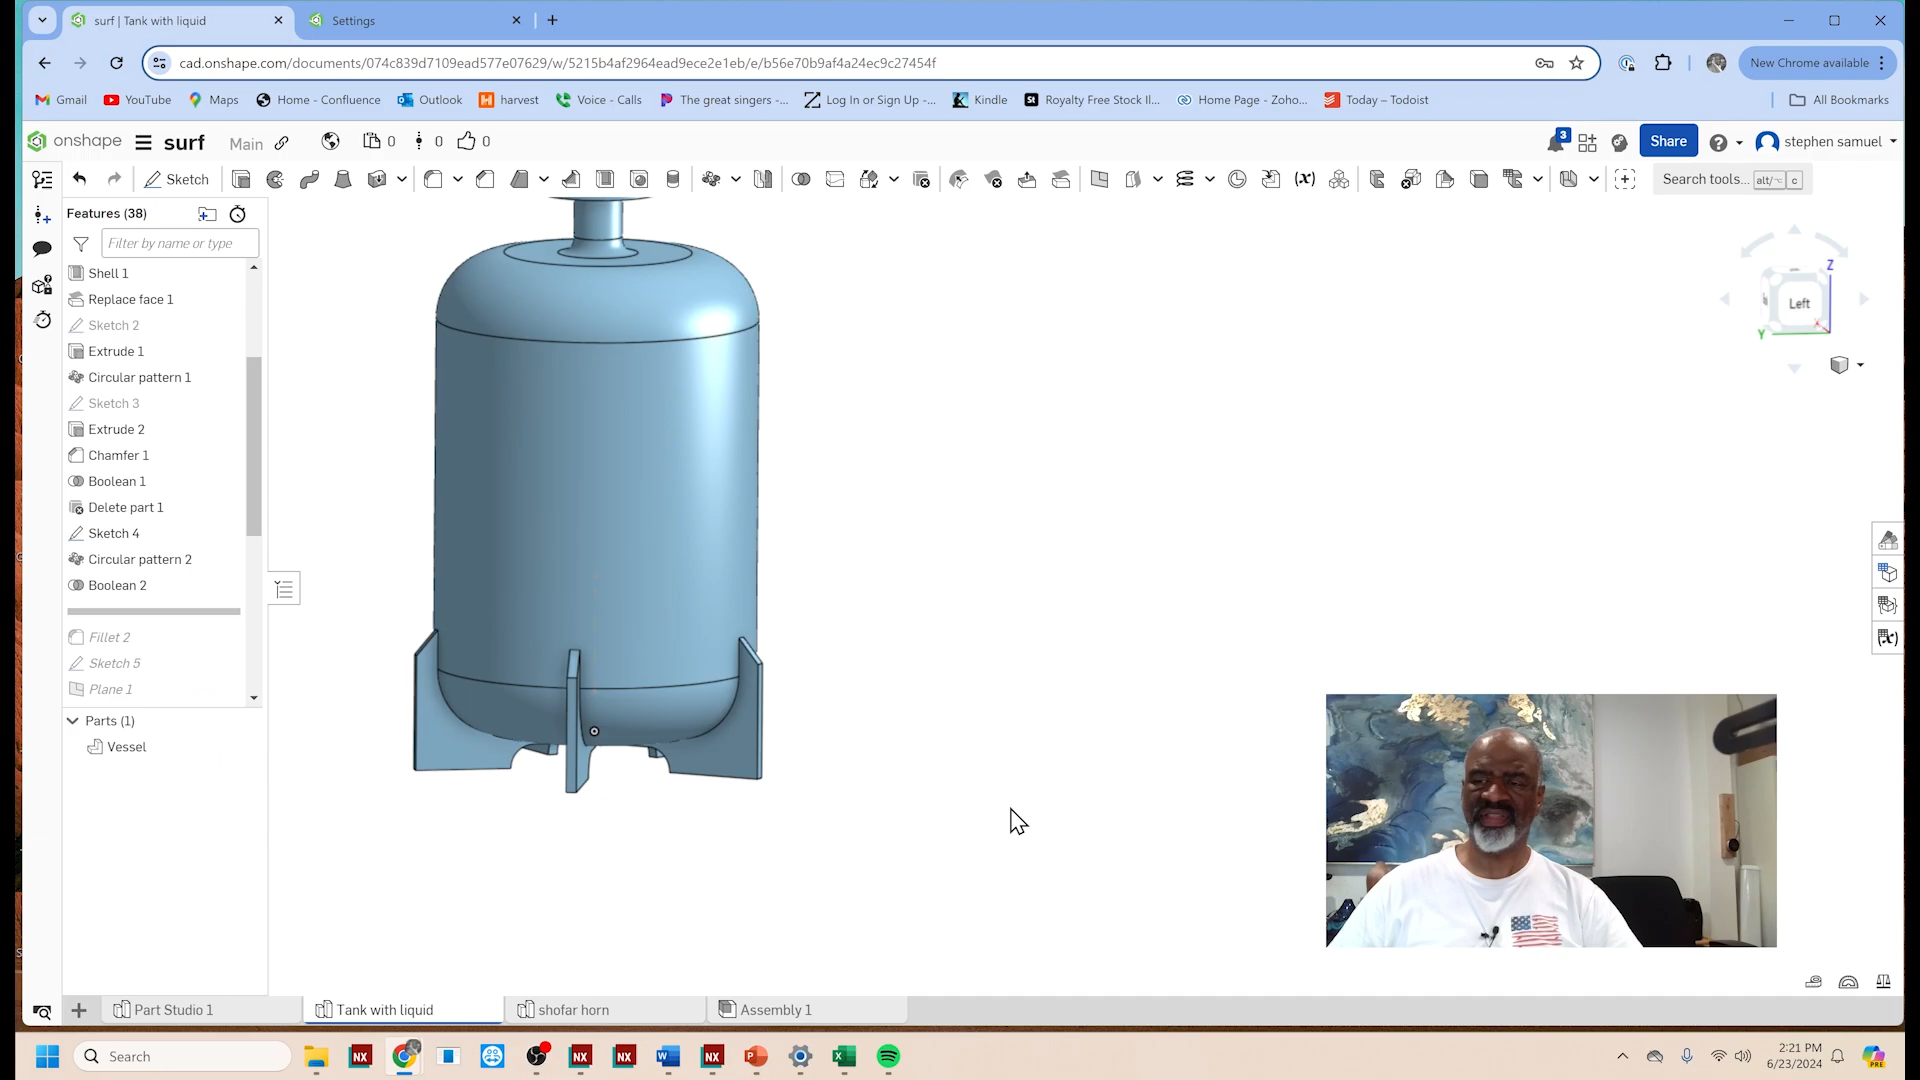 surf | Tank with liquid
Settings
cad.onshape.com/documents/074c839d7109ead577e07629/w/5215b4af2964ead9ece2e1eb/e/b56e70b9af4a24ec9c27454f
New Chrome available
Gmail
YouTube
Maps
Home - Confluence
Outlook
harvest
Voice - Calls
The great singers -...
Log In or Sign Up -...
Kindle
Royalty Free Stock Il...
Home Page - Zoho...
Today – Todoist
All Bookmarks
onshape
surf
Main
0
0
0
3
Share
stephen samuel
Sketch
Search tools...
alt/⌥
c
Features (38)
Filter by name or type
Shell 1
Replace face 1
Sketch 2
Extrude 1
Circular pattern 1
Sketch 3
Extrude 2
Chamfer 1
Boolean 1
Delete part 1
Sketch 4
Circular pattern 2
Boolean 2
Fillet 2
Sketch 5
Plane 1
Parts (1)
Vessel
Z
Left
Y
Part Studio 1
Tank with liquid
shofar horn
Assembly 1
Search
2:21 PM
6/23/2024